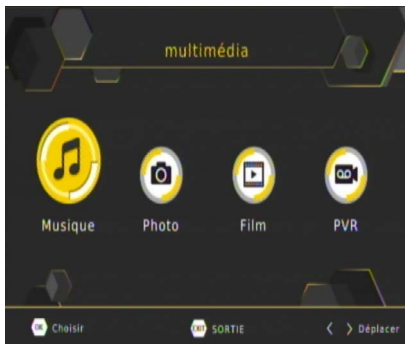 multimédia
Musique Photo Film PVR
OK Choisir EXIT SORTIE < > Déplacer